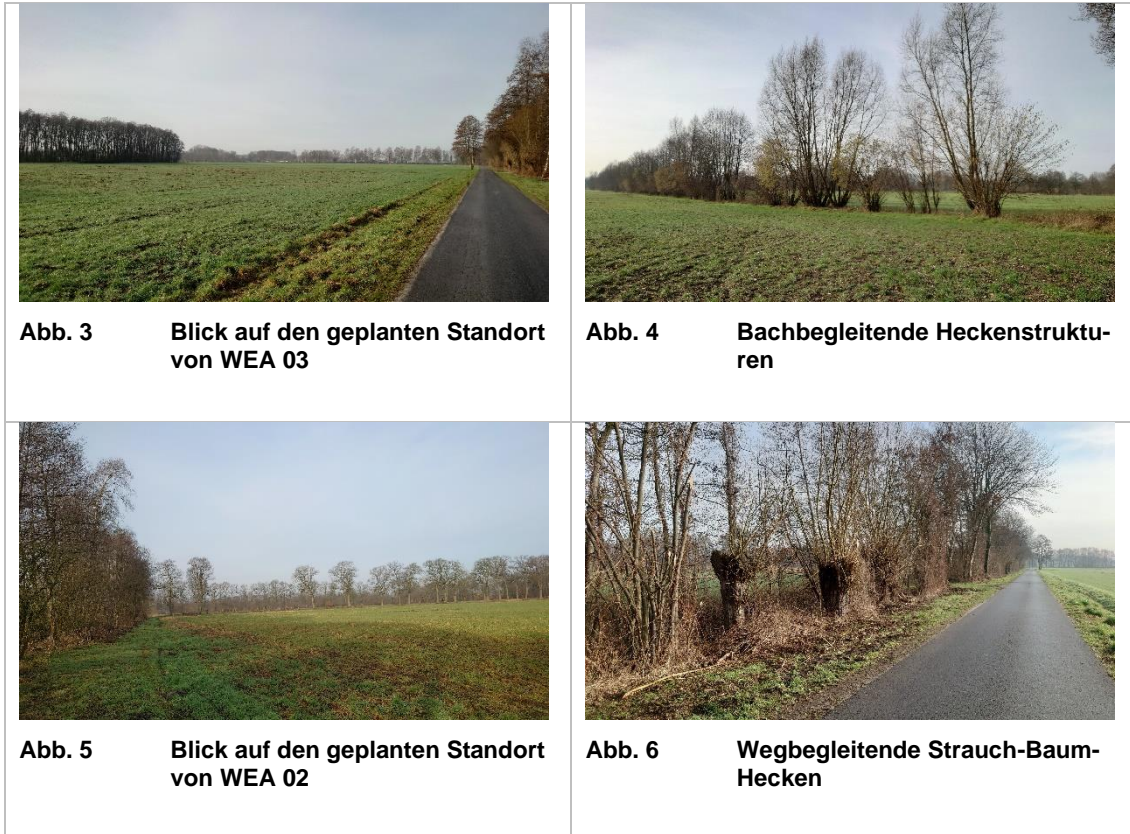 Abb. 3 Blick auf den geplanten Standort
von WEA 03
Abb. 4 Bachbegleitende Heckenstruktu-
ren
Abb. 5 Blick auf den geplanten Standort
von WEA 02
Abb. 6 Wegbegleitende Strauch-Baum-
Hecken